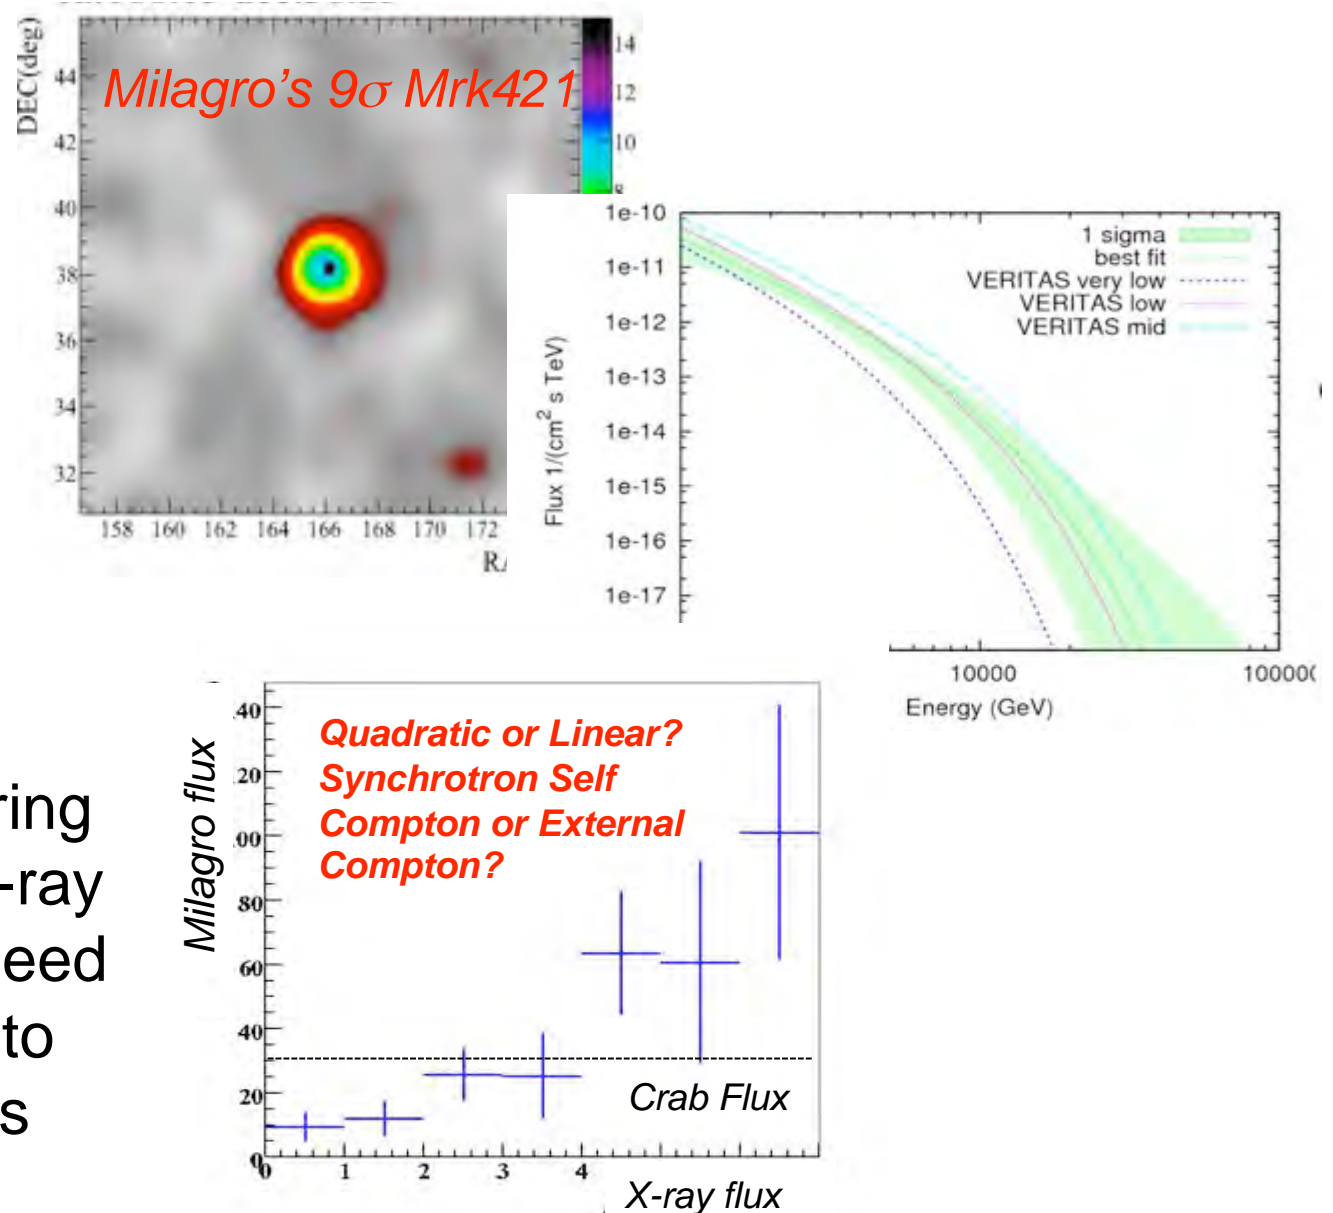 DEC(deg)
Milagro's 9σ Mrk421
44
42
40
38
36
34
32
158 160 162 164 166 168 170 172
14
12
10
8
1e-10
1e-11
1e-12
1e-13
1e-14
1e-15
1e-16
1e-17
Flux 1/(cm² s TeV)
1 sigma
best fit
VERITAS very low
VERITAS low
VERITAS mid
10000
Energy (GeV)
ring
-ray
eed
to
s
Milagro flux
Quadratic or Linear?
Synchrotron Self
Compton or External
Compton?
40
20
00
80
60
40
20
0
Crab Flux
0 1 2 3 4
X-ray flux